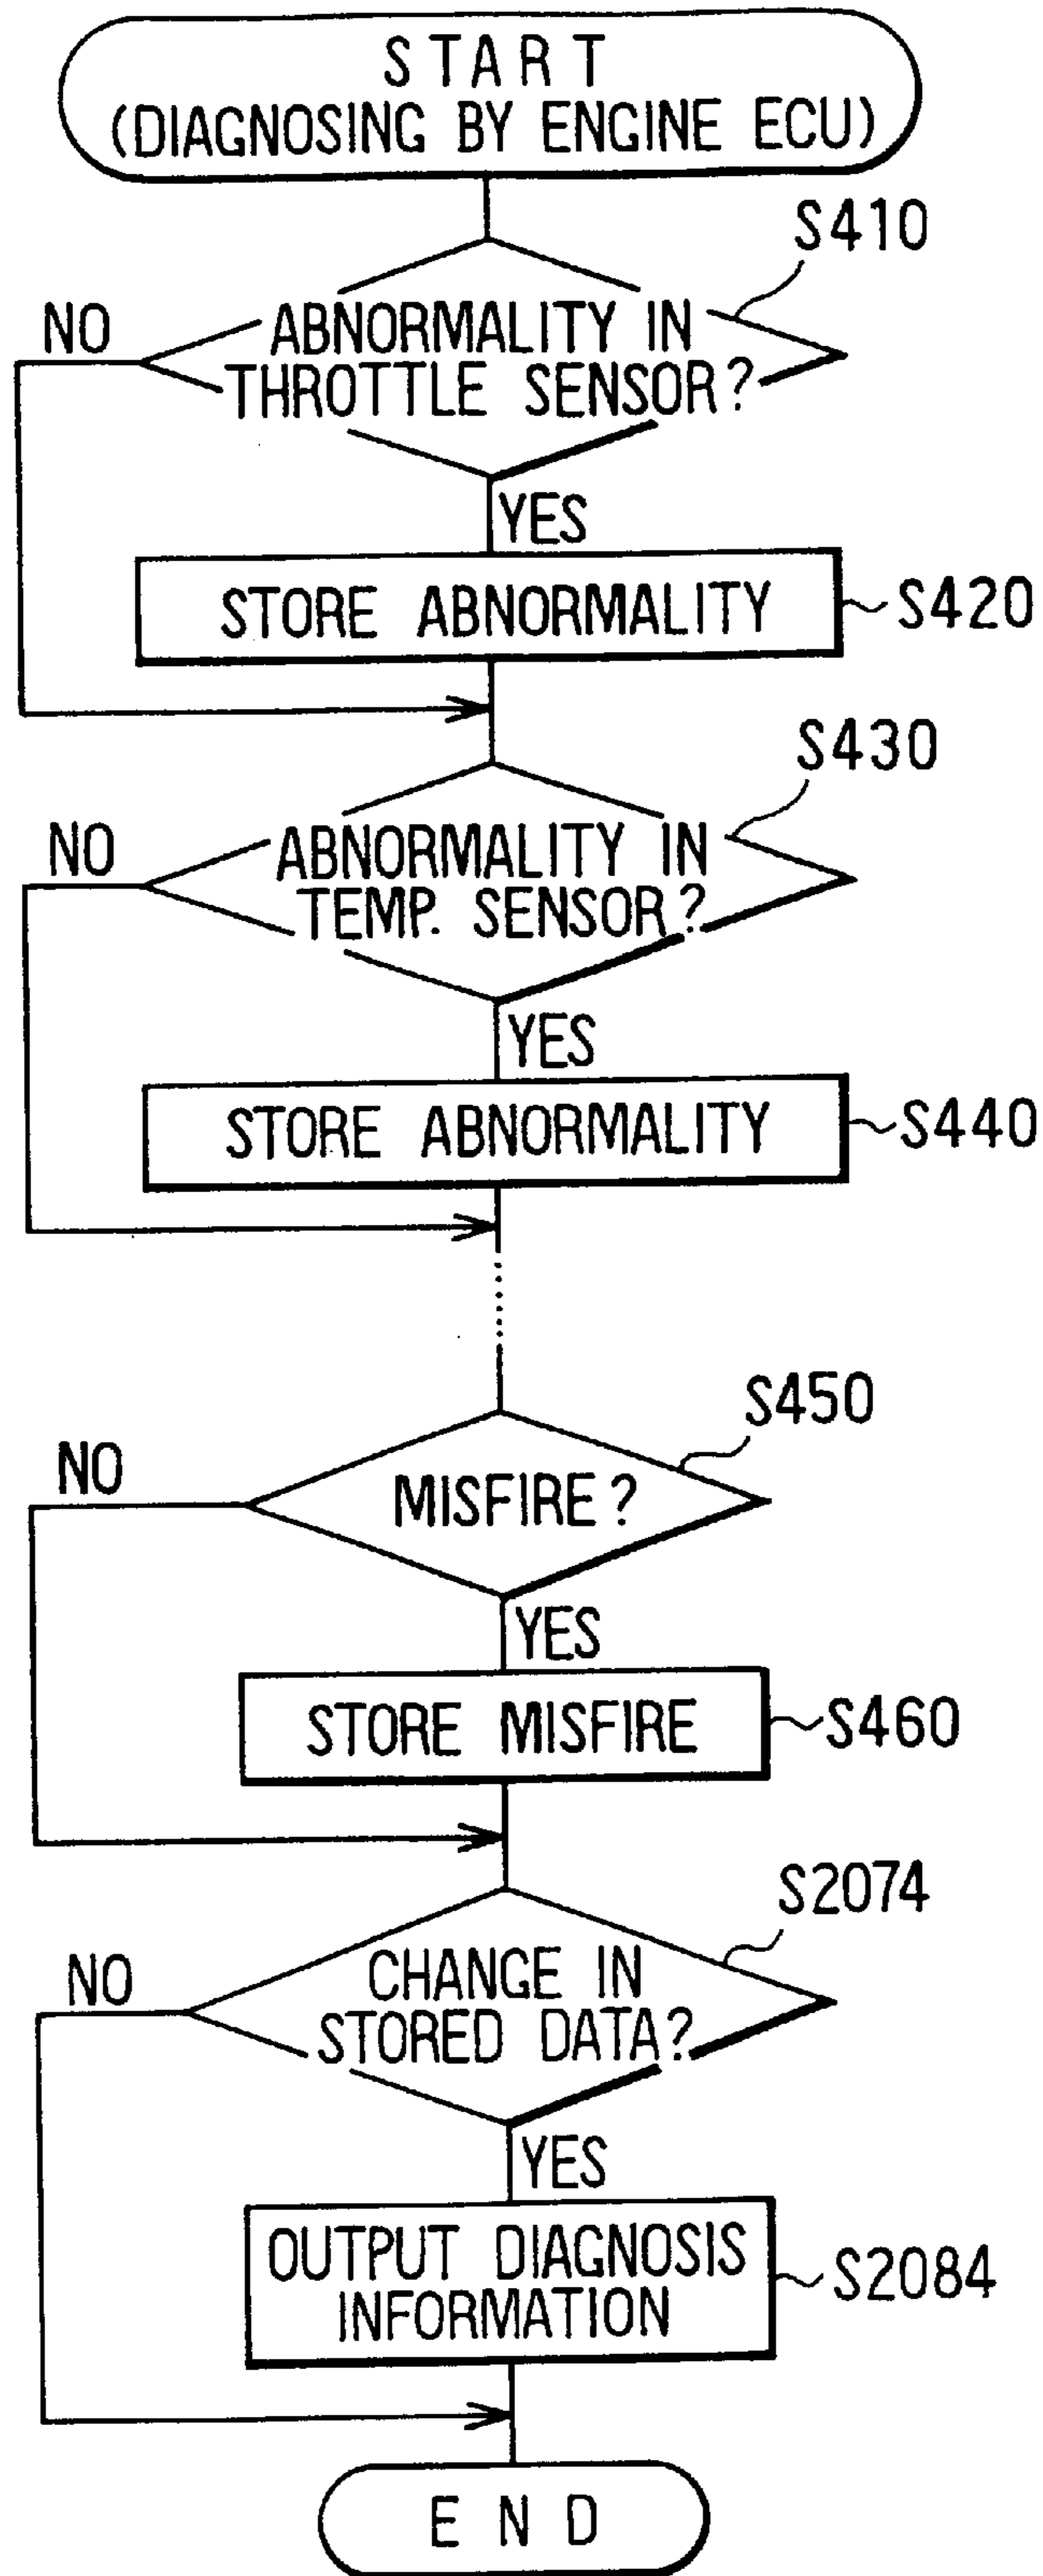 START
(DIAGNOSING BY ENGINE ECU)
S410
NO
ABNORMALITY IN
THROTTLE SENSOR?
YES
STORE ABNORMALITY
S420
S430
NO
ABNORMALITY IN
TEMP. SENSOR?
YES
STORE ABNORMALITY
S440
S450
NO
MISFIRE?
YES
STORE MISFIRE
S460
S2074
NO
CHANGE IN
STORED DATA?
YES
OUTPUT DIAGNOSIS
INFORMATION
S2084
END